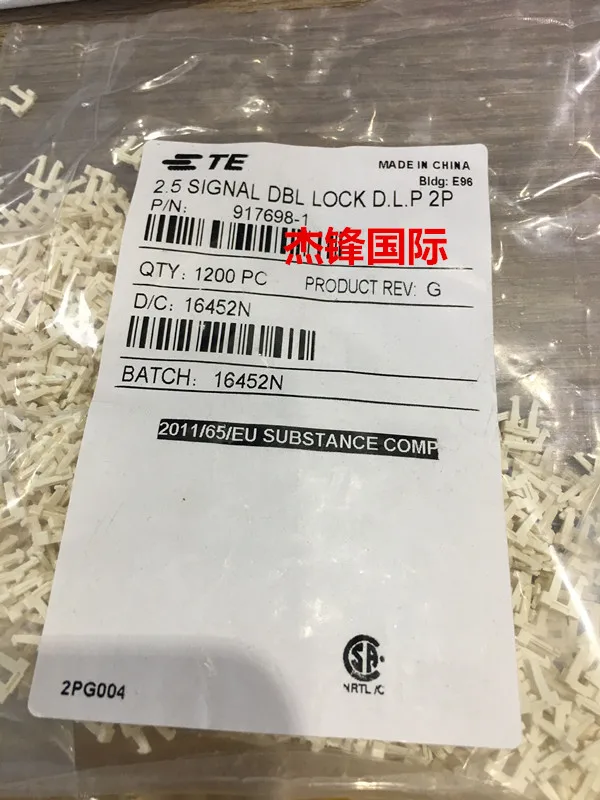 TE
MADE IN CHINA
Bldg: E96
2.5 SIGNAL DBL LOCK D.L.P 2P
P/N: 917698-1
杰锋国际
QTY: 1200 PC PRODUCT REV: G
D/C: 16452N
BATCH: 16452N
2011/65/EU SUBSTANCE COMP
SA
NRTL/C
2PG004